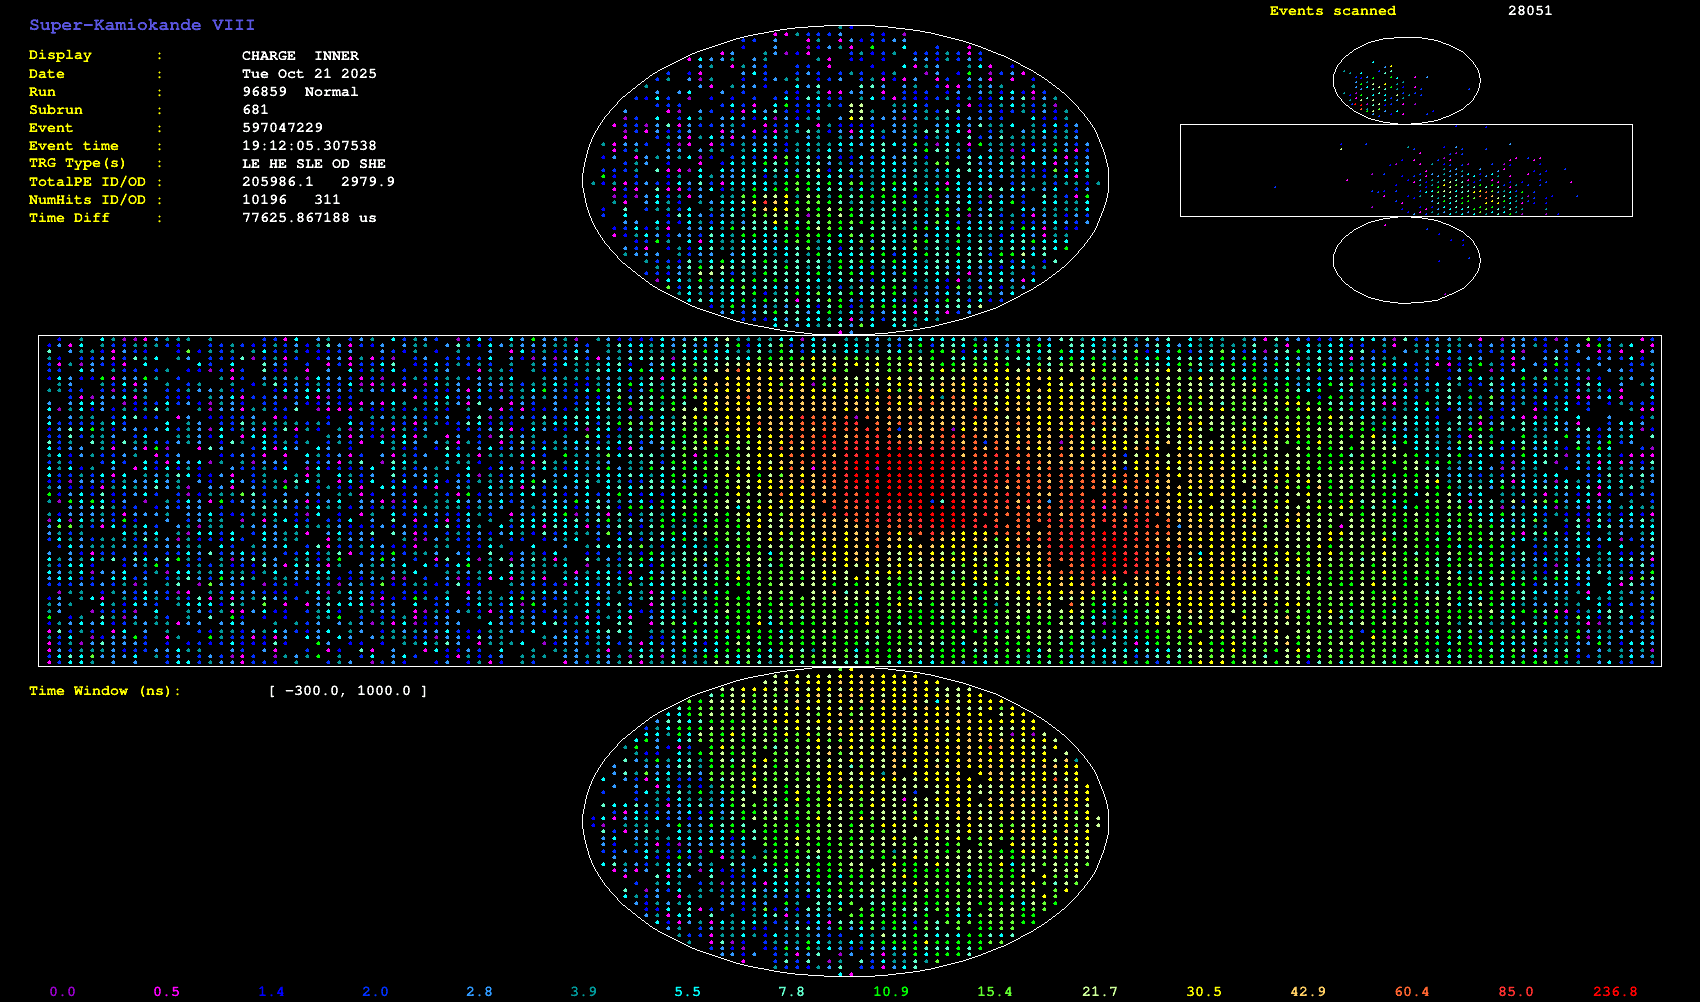 Super-Kamiokande VIII
Events scanned 28051
Display : CHARGE INNER
Date : Tue Oct 21 2025
Run : 96859 Normal
Subrun : 681
Event : 597047229
Event time : 19:12:05.307538
TRG Type(s) : LE HE SLE OD SHE
TotalPE ID/OD : 205986.1 2979.9
NumHits ID/OD : 10196 311
Time Diff : 77625.867188 us
Time Window (ns): [ -300.0, 1000.0 ]
0.0 0.5 1.4 2.0 2.8 3.9 5.5 7.8 10.9 15.4 21.7 30.5 42.9 60.4 85.0 236.8